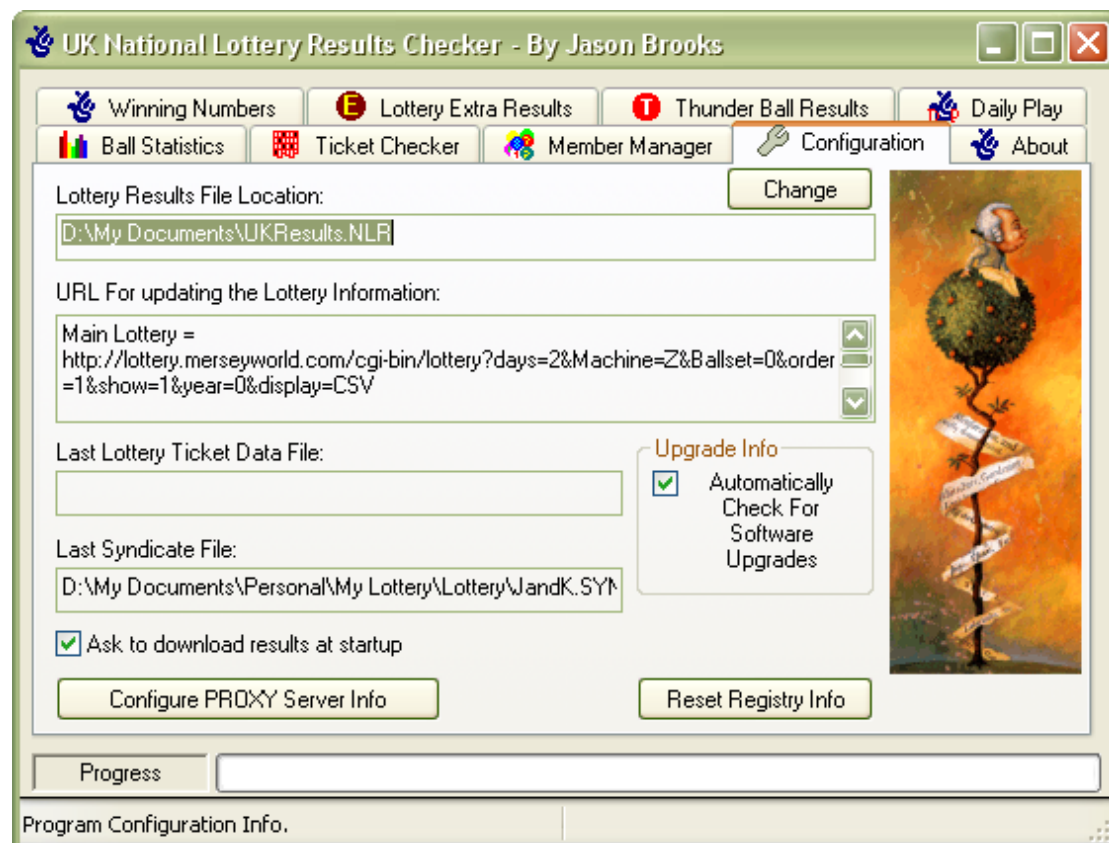 UK National Lottery Results Checker - By Jason Brooks
Winning Numbers
E
Lottery Extra Results
T
Thunder Ball Results
Daily Play
Ball Statistics
Ticket Checker
Member Manager
Configuration
About
Lottery Results File Location:
Change
D:\My Documents\UKResults.NLR
URL For updating the Lottery Information:
Main Lottery =
http://lottery.merseyworld.com/cgi-bin/lottery?days=2&Machine=Z&Ballset=0&order
=1&show=1&year=0&display=CSV
Last Lottery Ticket Data File:
Upgrade Info
Automatically
Check For
Software
Upgrades
Last Syndicate File:
D:\My Documents\Personal\My Lottery\Lottery\JandK.SYN
Ask to download results at startup
Configure PROXY Server Info
Reset Registry Info
Progress
Program Configuration Info.